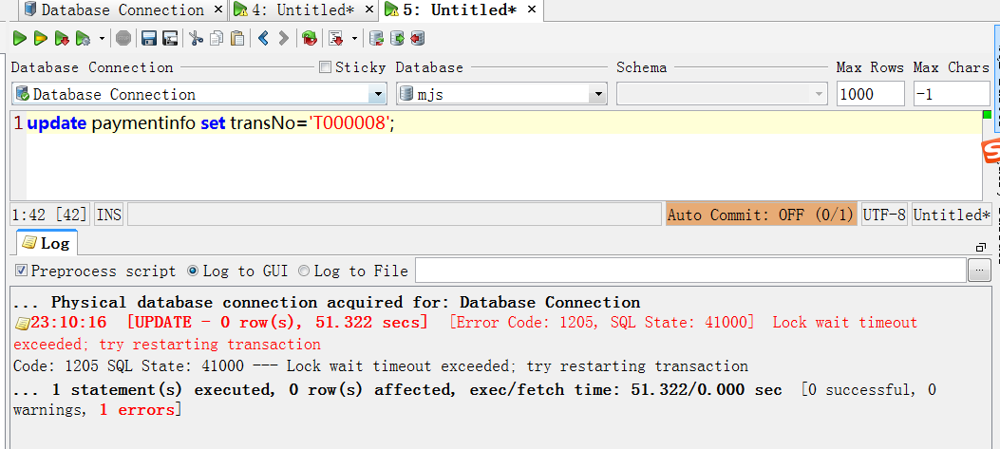 Database Connection × 4: Untitled* × 5: Untitled* ×
Database Connection Sticky Database Schema Max Rows Max Chars
Database Connection mjs 1000 -1
1 update paymentinfo set transNo='T000008';
1:42 [42] INS Auto Commit: OFF (0/1) UTF-8 Untitled*
Log
Preprocess script Log to GUI Log to File ...
... Physical database connection acquired for: Database Connection
23:10:16 [UPDATE - 0 row(s), 51.322 secs] [Error Code: 1205, SQL State: 41000] Lock wait timeout
exceeded; try restarting transaction
Code: 1205 SQL State: 41000 --- Lock wait timeout exceeded; try restarting transaction
... 1 statement(s) executed, 0 row(s) affected, exec/fetch time: 51.322/0.000 sec [0 successful, 0
warnings, 1 errors]